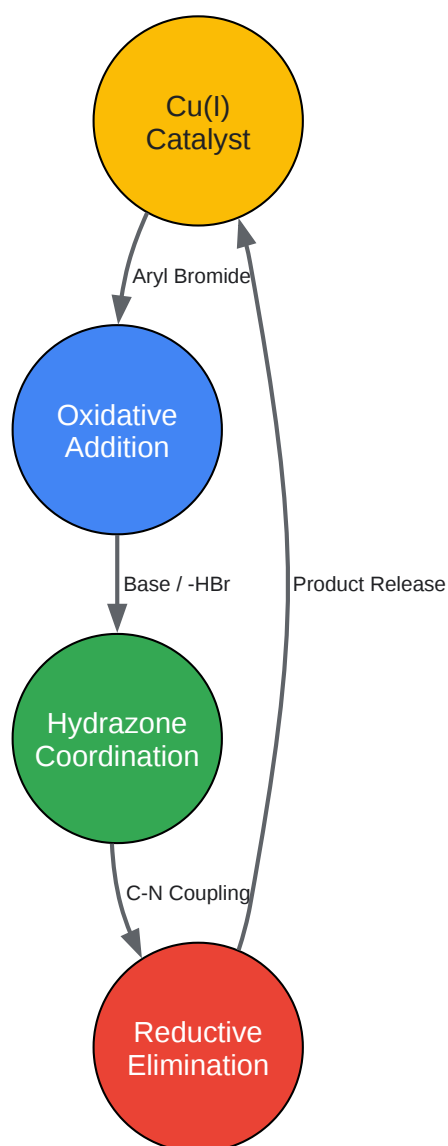 Cu(I)
Catalyst
Aryl Bromide
Oxidative
Addition
Base / -HBr
Product Release
Hydrazone
Coordination
C-N Coupling
Reductive
Elimination